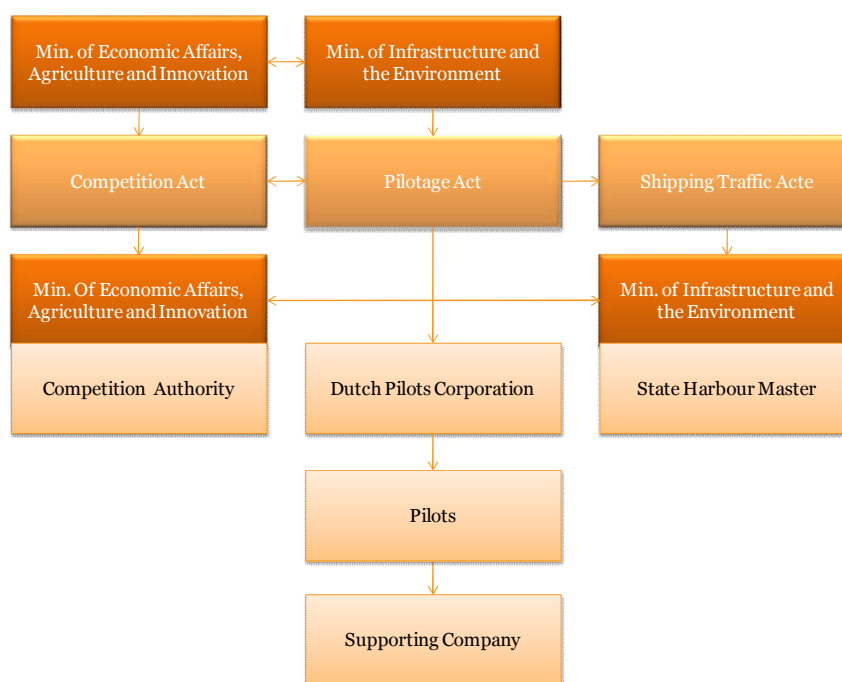 Min. of Economic Affairs,
Agriculture and Innovation
Min. of Infrastructure and
the Environment
Competition Act
Pilotage Act
Shipping Traffic Acte
Min. Of Economic Affairs,
Agriculture and Innovation
Min. of Infrastructure and
the Environment
Competition Authority
Dutch Pilots Corporation
State Harbour Master
Pilots
Supporting Company